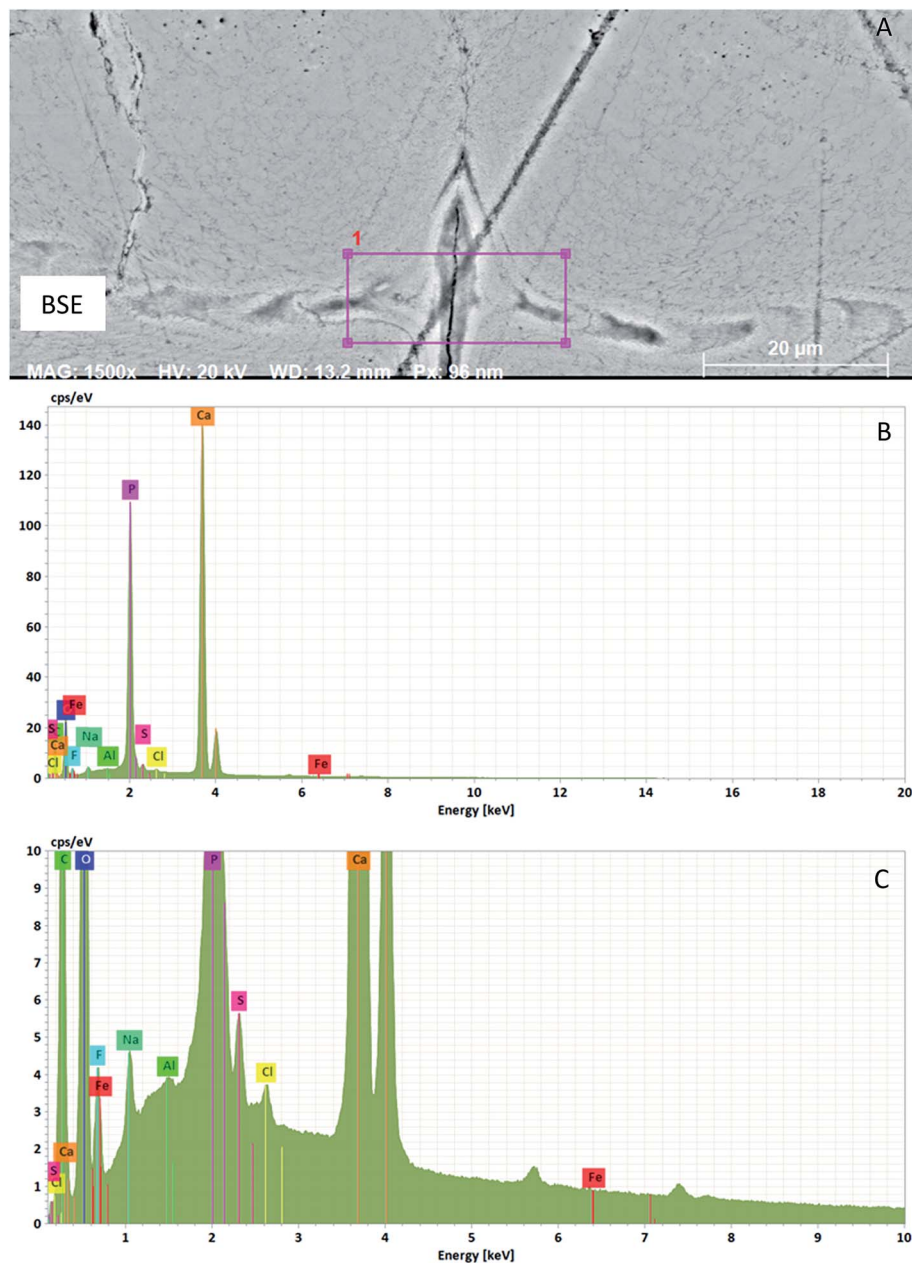 A
1
BSE
20 µm
MAG: 1500x HV: 20 kV WD: 13.2 mm Px: 96 nm
cps/eV
B
140
120
100
80
60
40
20
0
Ca
P
Fe
S
Ca
Cl
F
Na
Al
S
Cl
Fe
2 4 6 8 10 12 14 16 18 20
Energy [keV]
cps/eV
C
10
9
8
7
6
5
4
3
2
1
0
C
O
P
Ca
S
Na
F
Al
Cl
Fe
Ca
S
Cl
Fe
1 2 3 4 5 6 7 8 9 10
Energy [keV]